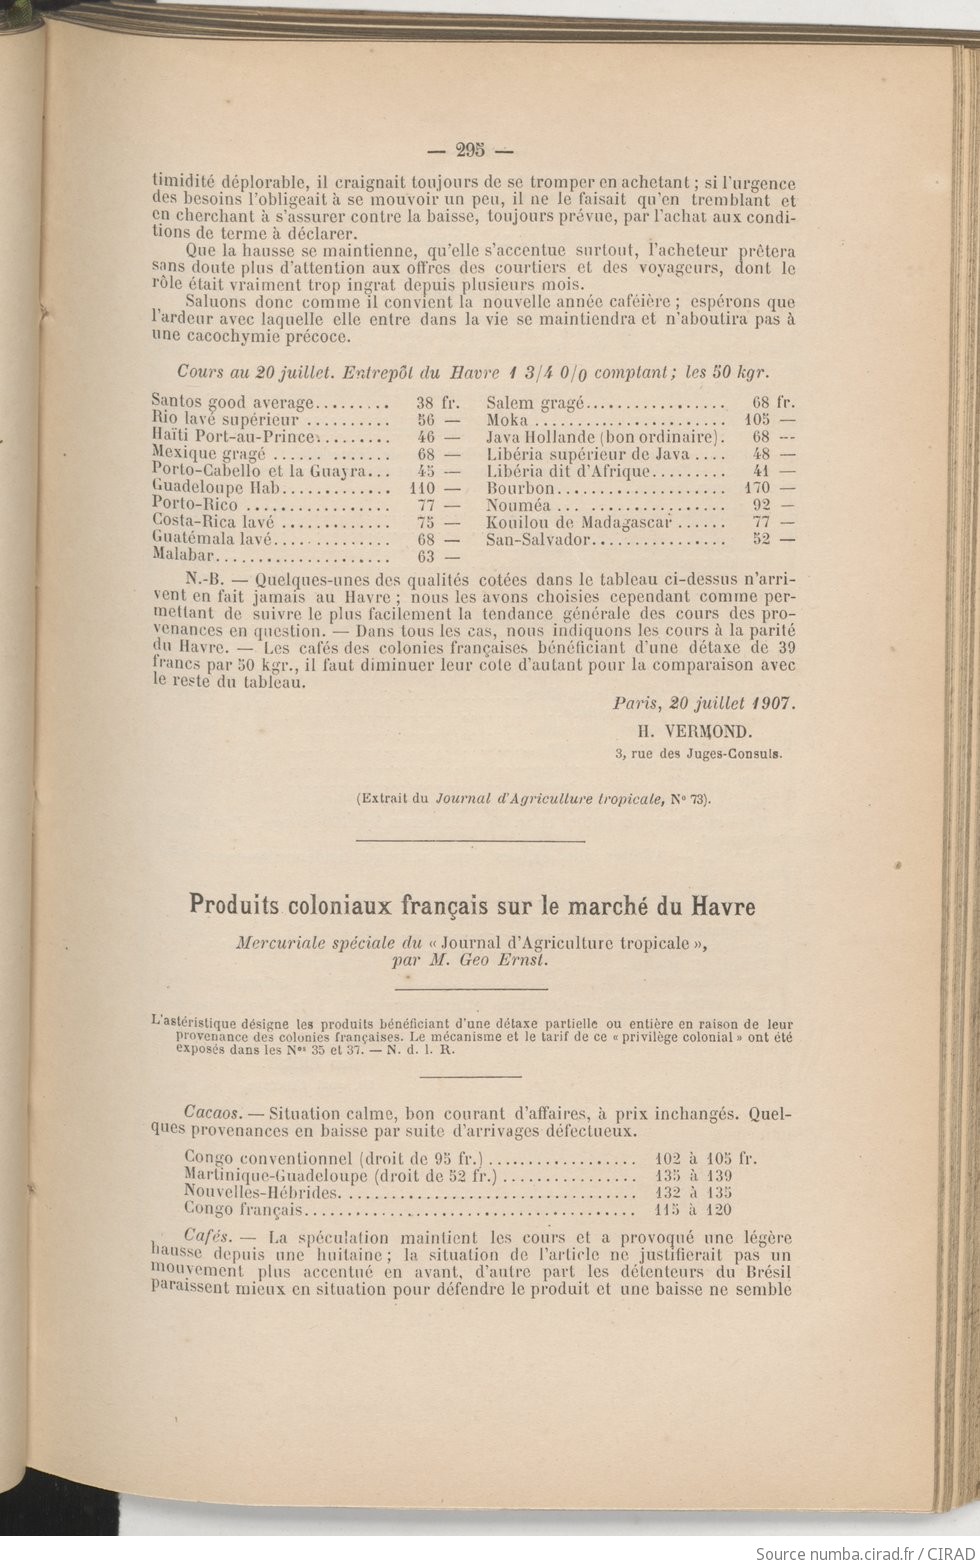 — 295 —
timidité déplorable, il craignait toujours de se tromper en achetant ; si l'urgence
des besoins l'obligeait à se mouvoir un peu, il ne le faisait qu'en tremblant et
en cherchant à s'assurer contre la baisse, toujours prévue, par l'achat aux condi-
tions de terme à déclarer.
Que la hausse se maintienne, qu'elle s'accentue surtout, l'acheteur prêtera
sans doute plus d'attention aux offres des courtiers et des voyageurs, dont le
rôle était vraiment trop ingrat depuis plusieurs mois.
Saluons donc comme il convient la nouvelle année caféière ; espérons que
l'ardeur avec laquelle elle entre dans la vie se maintiendra et n'aboutira pas à
une cacochymie précoce.
Cours au 20 juillet. Entrepôt du Havre 1 3/4 0/0 comptant; les 50 kgr.
Santos good average......... 38 fr.
Rio lavé supérieur .......... 56 —
Haïti Port-au-Prince......... 46 —
Mexique gragé ...... ....... 68 —
Porto-Cabello et la Guayra... 45 —
Guadeloupe Hab............. 110 —
Porto-Rico ................. 77 —
Costa-Rica lavé ............. 75 —
Guatémala lavé.............. 68 —
Malabar..................... 63 —
Salem gragé................. 68 fr.
Moka ....................... 105 —
Java Hollande (bon ordinaire). 68 --
Libéria supérieur de Java .... 48 —
Libéria dit d'Afrique......... 41 —
Bourbon.................... 170 —
Nouméa ... ................ 92 —
Kouilou de Madagascar ...... 77 —
San-Salvador................ 52 —
N.-B. — Quelques-unes des qualités cotées dans le tableau ci-dessus n'arri-
vent en fait jamais au Havre ; nous les avons choisies cependant comme per-
mettant de suivre le plus facilement la tendance générale des cours des pro-
venances en question. — Dans tous les cas, nous indiquons les cours à la parité
du Havre. — Les cafés des colonies françaises bénéficiant d'une détaxe de 39
francs par 50 kgr., il faut diminuer leur cote d'autant pour la comparaison avec
le reste du tableau.
Paris, 20 juillet 1907.
H. VERMOND.
3, rue des Juges-Consuls.
(Extrait du Journal d'Agriculture tropicale, N° 73).
Produits coloniaux français sur le marché du Havre
Mercuriale spéciale du « Journal d'Agriculture tropicale »,
par M. Geo Ernst.
L'astéristique désigne les produits bénéficiant d'une détaxe partielle ou entière en raison de leur
provenance des colonies françaises. Le mécanisme et le tarif de ce « privilège colonial » ont été
exposés dans les Nos 35 et 37. — N. d. l. R.
Cacaos. — Situation calme, bon courant d'affaires, à prix inchangés. Quel-
ques provenances en baisse par suite d'arrivages défectueux.
Congo conventionnel (droit de 95 fr.) .................. 102 à 105 fr.
Martinique-Guadeloupe (droit de 52 fr.) ................ 135 à 139
Nouvelles-Hébrides.................................... 132 à 135
Congo français........................................ 115 à 120
Cafés. — La spéculation maintient les cours et a provoqué une légère
hausse depuis une huitaine ; la situation de l'article ne justifierait pas un
mouvement plus accentué en avant, d'autre part les détenteurs du Brésil
paraissent mieux en situation pour défendre le produit et une baisse ne semble
Source numba.cirad.fr / CIRAD